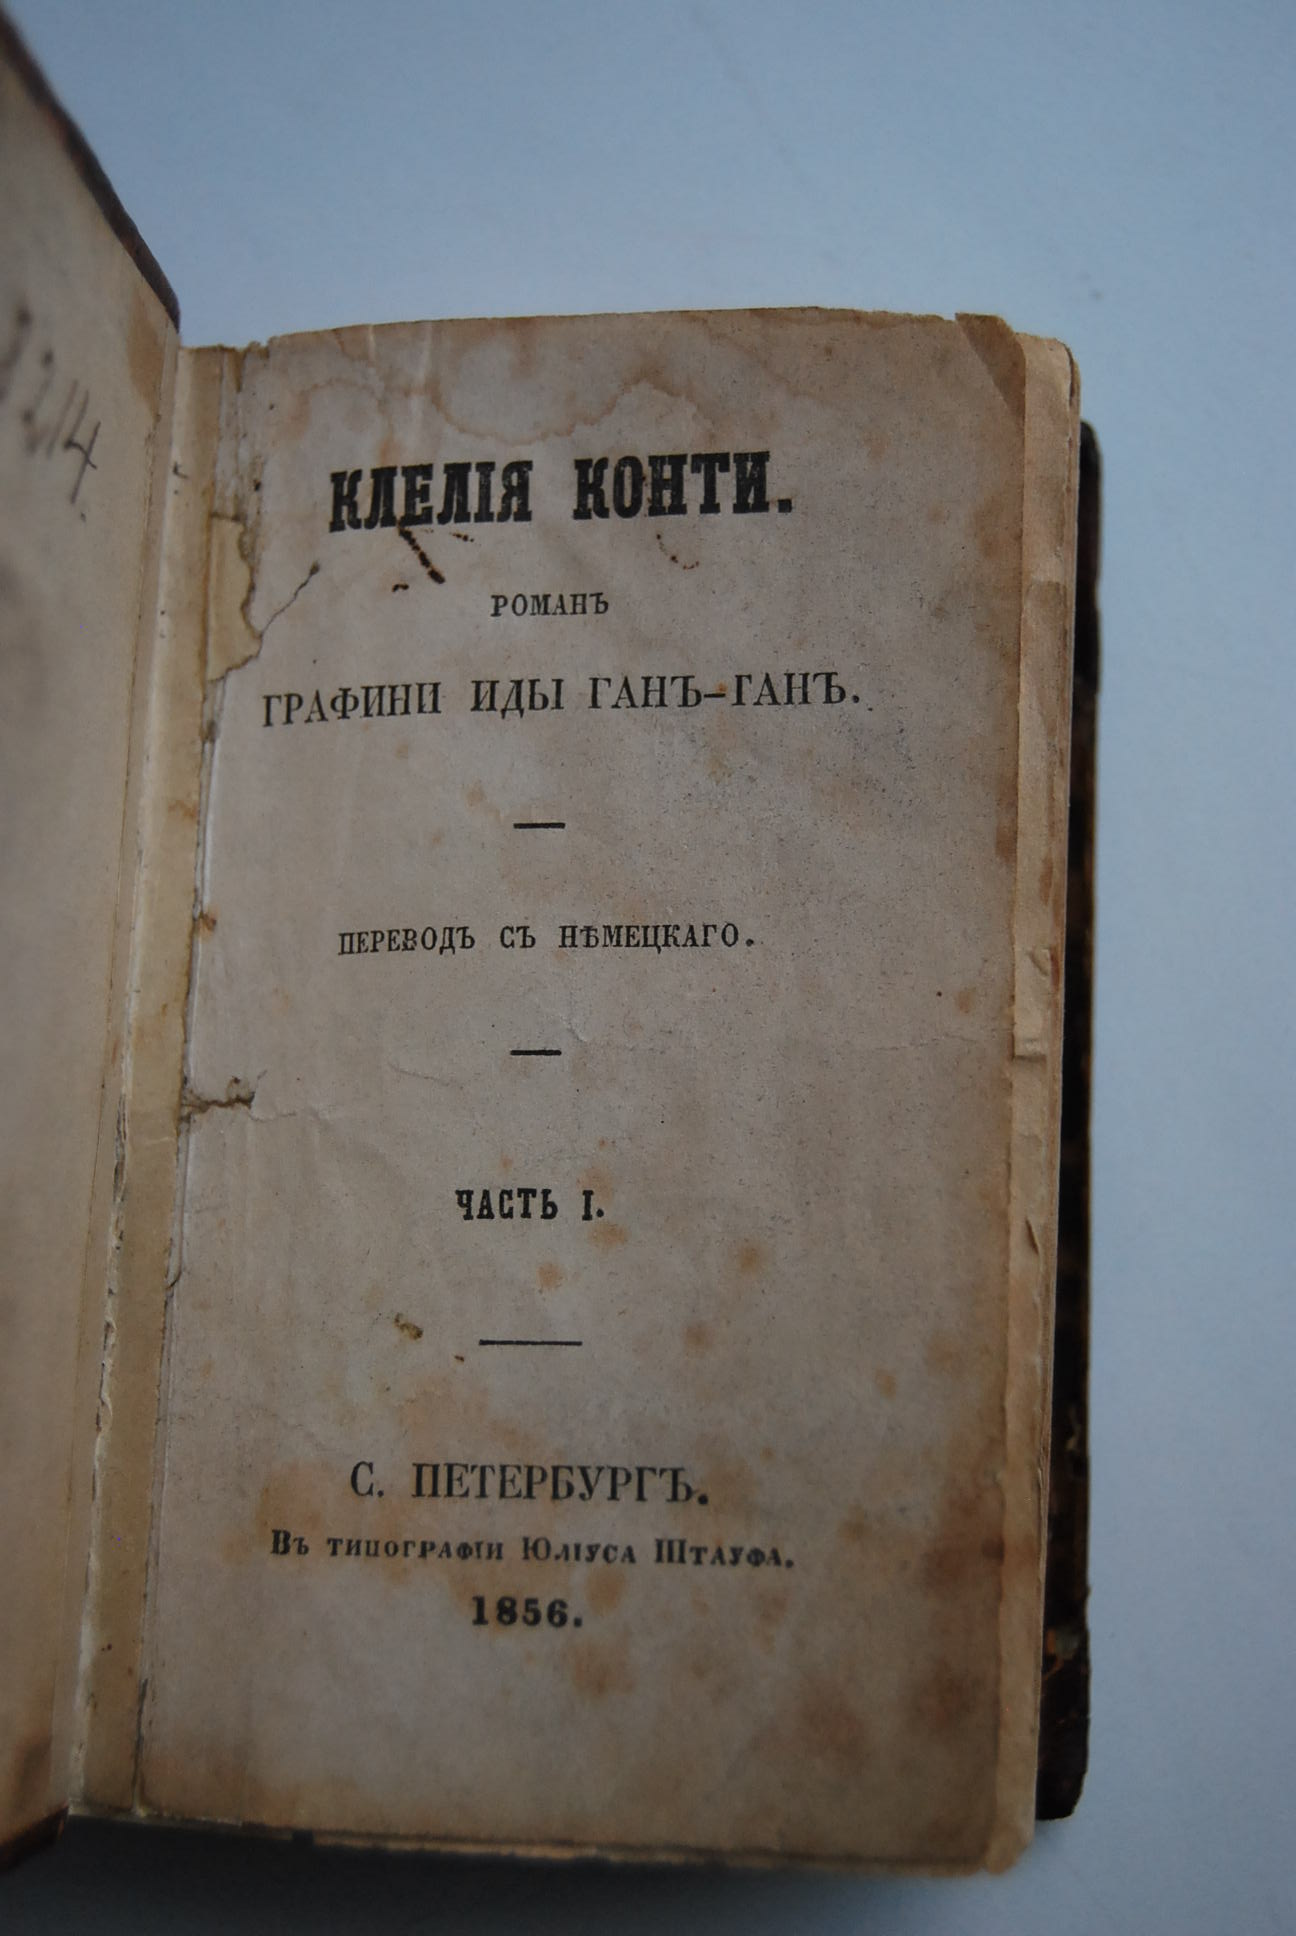 КЛЕЛІЯ КОНТИ.
РОМАНЪ
ГРАФИНИ ИДЫ ГАНЪ-ГАНЪ.
ПЕРЕВОДЪ СЪ НѢМЕЦКАГО.
ЧАСТЬ I.
С. ПЕТЕРБУРГЪ.
Въ типографіи Юліуса Штауфа.
1856.